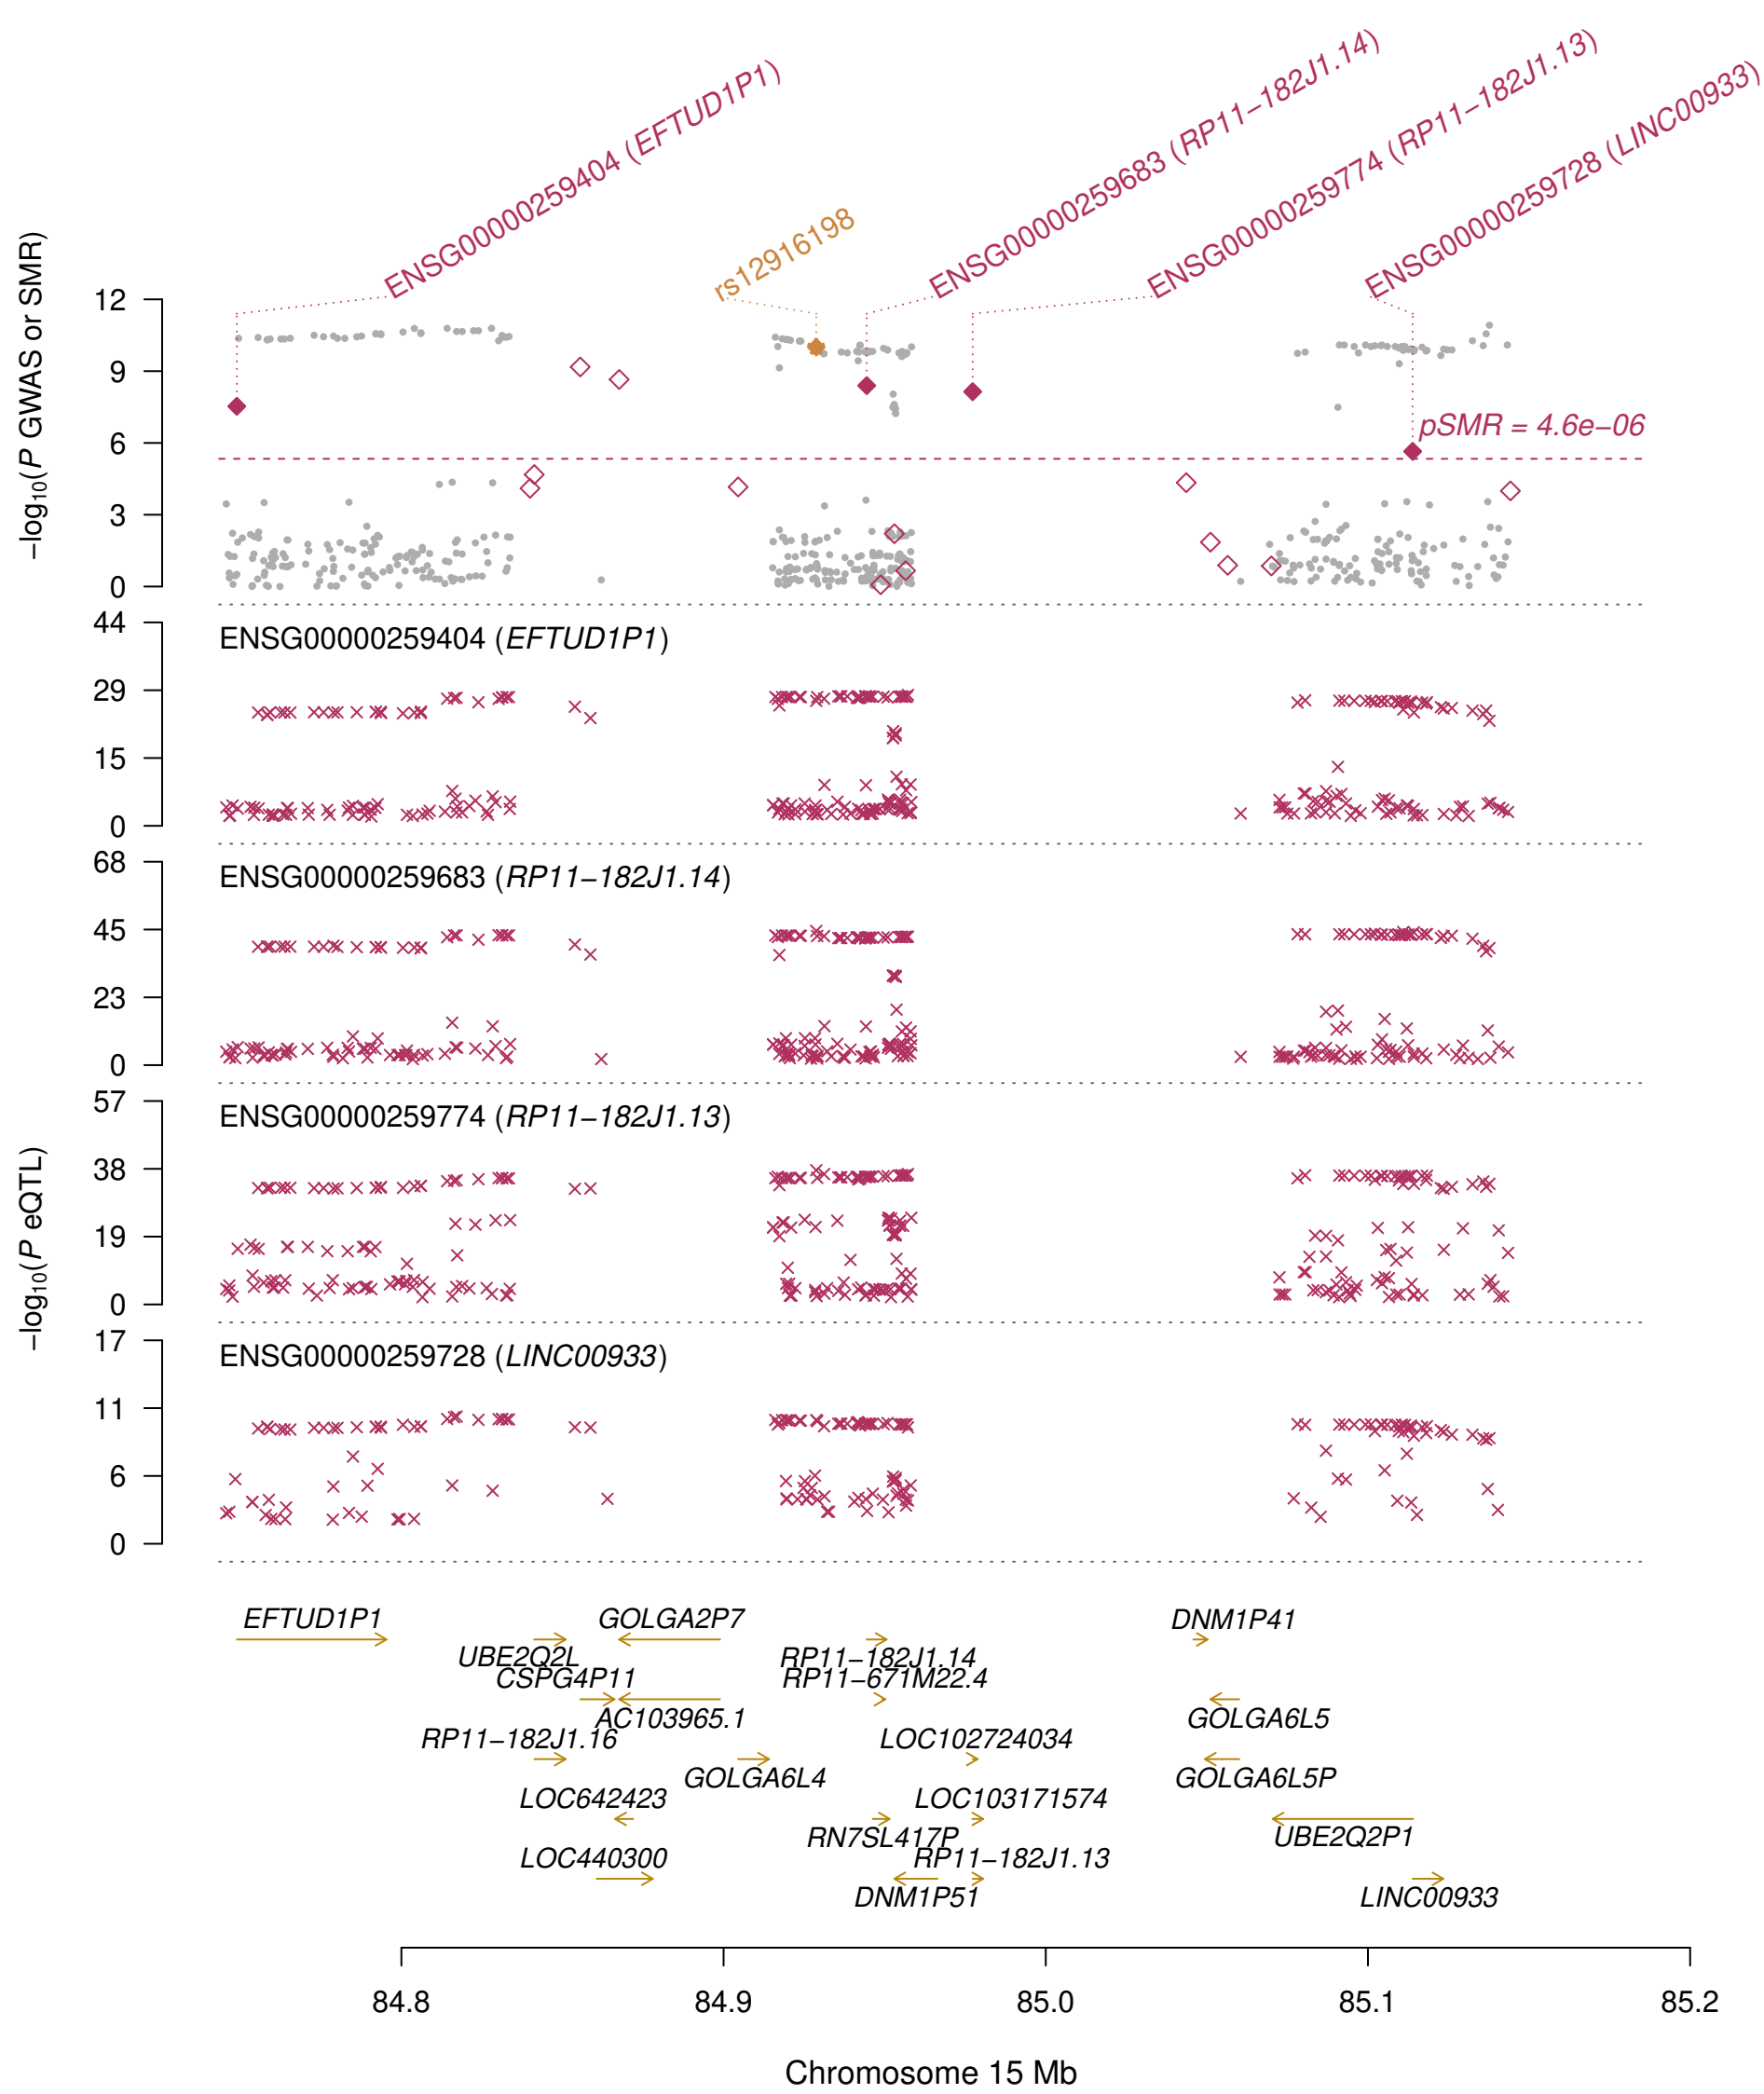 ENSG00000259404 (EFTUD1P1)
rs12916198
ENSG00000259683 (RP11−182J1.14)
ENSG00000259774 (RP11−182J1.13)
ENSG00000259728 (LINC00933)
−log10(P GWAS or SMR)
12
9
6
3
0
pSMR = 4.6e−06
−log10(P eQTL)
44
ENSG00000259404 (EFTUD1P1)
29
15
0
68
ENSG00000259683 (RP11−182J1.14)
45
23
0
57
ENSG00000259774 (RP11−182J1.13)
38
19
0
17
ENSG00000259728 (LINC00933)
11
6
0
EFTUD1P1 GOLGA2P7 DNM1P41
UBE2Q2L RP11−182J1.14
CSPG4P11 RP11−671M22.4
AC103965.1 GOLGA6L5
RP11−182J1.16 LOC102724034
GOLGA6L4 GOLGA6L5P
LOC642423 LOC103171574
RN7SL417P UBE2Q2P1
LOC440300 RP11−182J1.13
DNM1P51 LINC00933
84.8 84.9 85.0 85.1 85.2
Chromosome 15 Mb